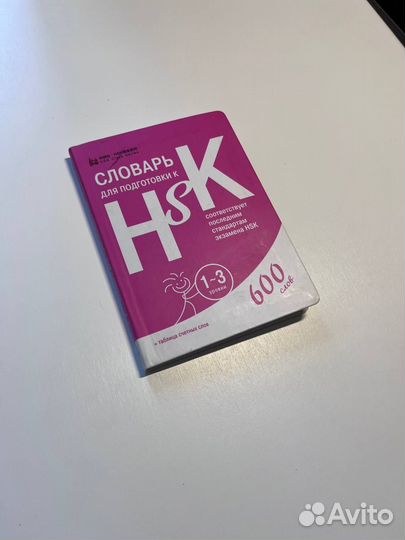 СЛОВАРЬ
ДЛЯ ПОДГОТОВКИ К
HSK
соответствует
последним
стандартам
экзамена HSK
1–3
уровни
600
слов
+ таблица счетных слов
Avito